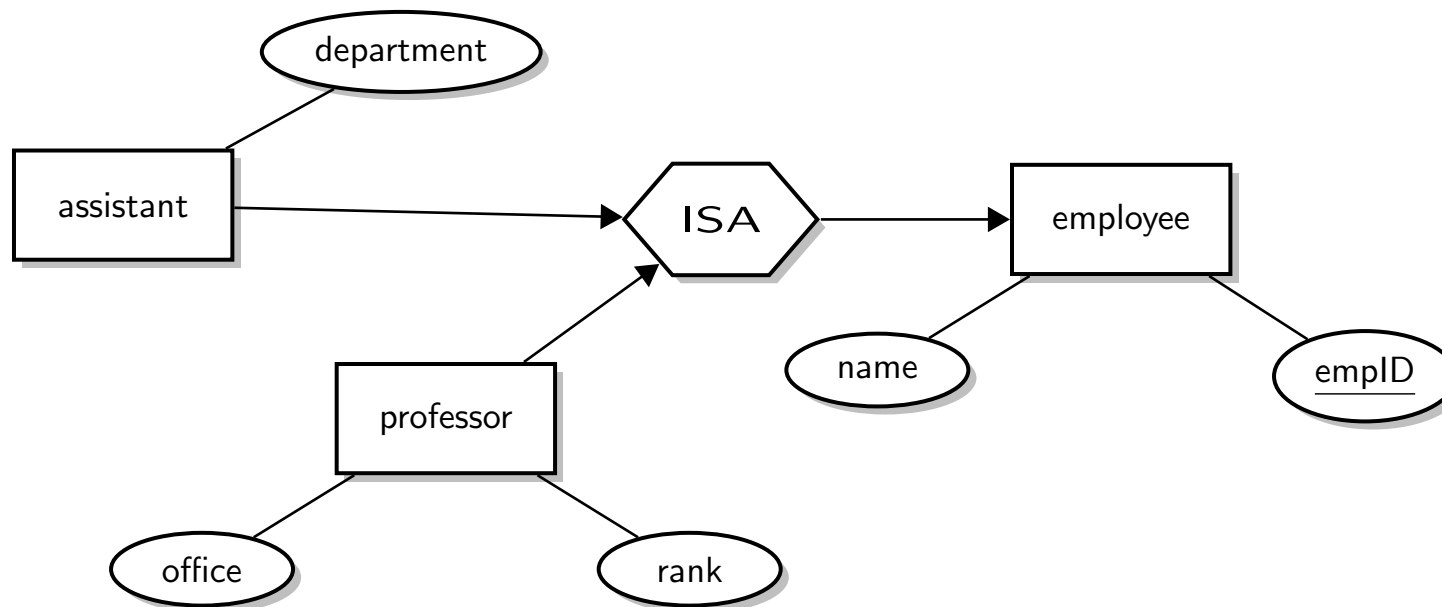 department
assistant
ISA
employee
name
empID
professor
office
rank